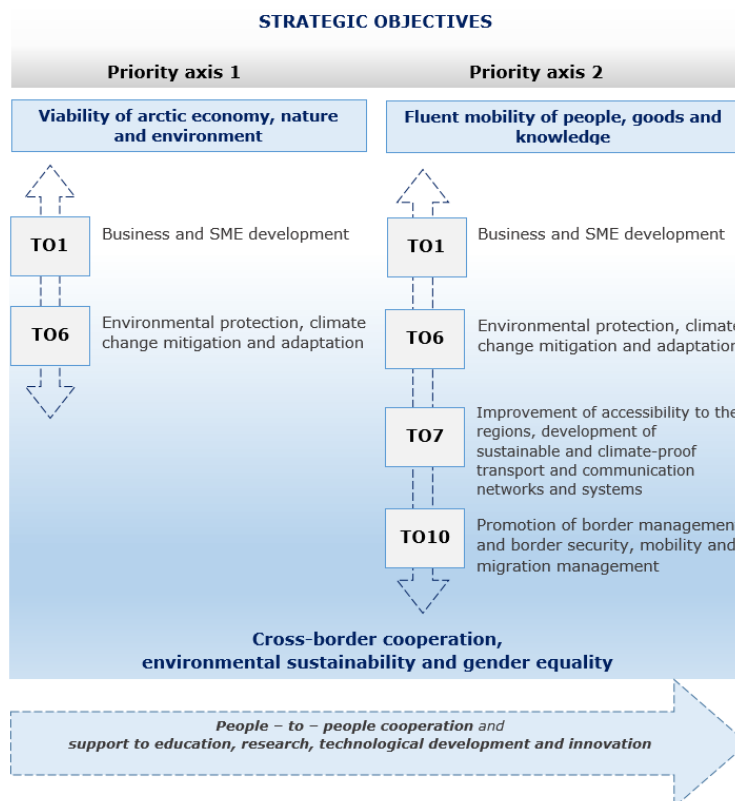 STRATEGIC OBJECTIVES
Priority axis 1
Priority axis 2
Viability of arctic economy, nature
and environment
Fluent mobility of people, goods and
knowledge
TO1
Business and SME development
TO6
Environmental protection, climate
change mitigation and adaptation
TO1
Business and SME development
TO6
Environmental protection, climate
change mitigation and adaptation
TO7
Improvement of accessibility to the
regions, development of
sustainable and climate-proof
transport and communication
networks and systems
TO10
Promotion of border managemen
and border security, mobility and
migration management
Cross-border cooperation,
environmental sustainability and gender equality
People – to – people cooperation and
support to education, research, technological development and innovation